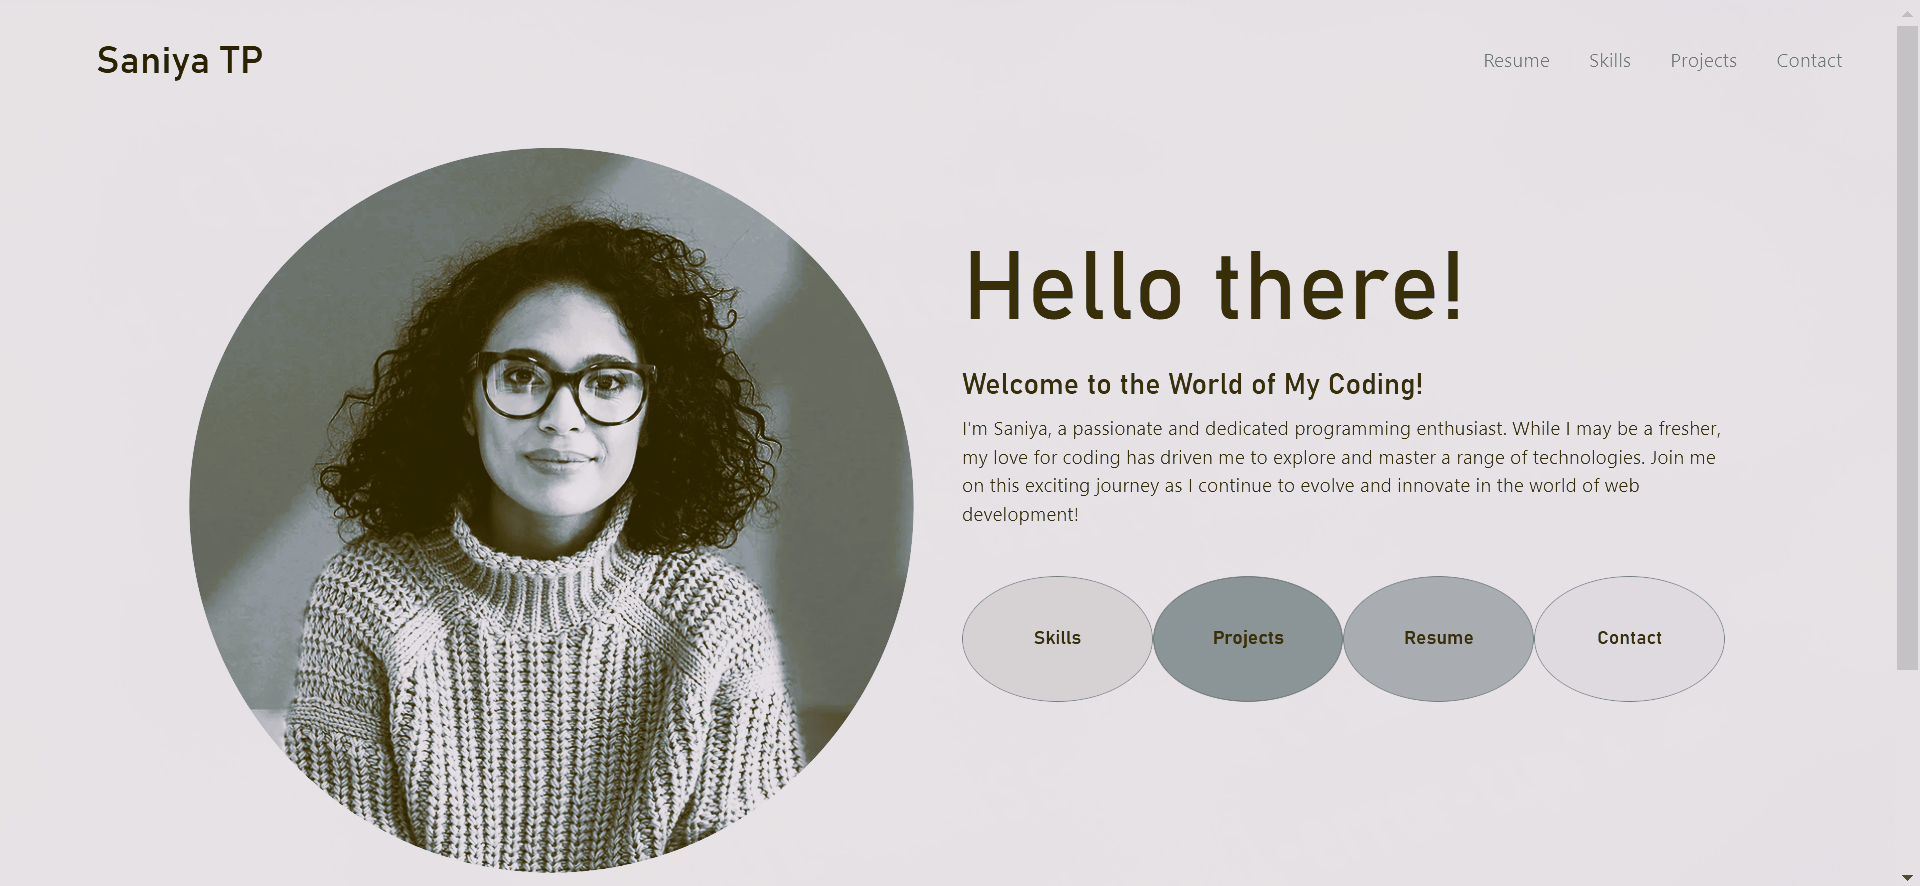 Saniya TP
Resume Skills Projects Contact
Hello there!
Welcome to the World of My Coding!
I'm Saniya, a passionate and dedicated programming enthusiast. While I may be a fresher,
my love for coding has driven me to explore and master a range of technologies. Join me
on this exciting journey as I continue to evolve and innovate in the world of web
development!
Skills Projects Resume Contact